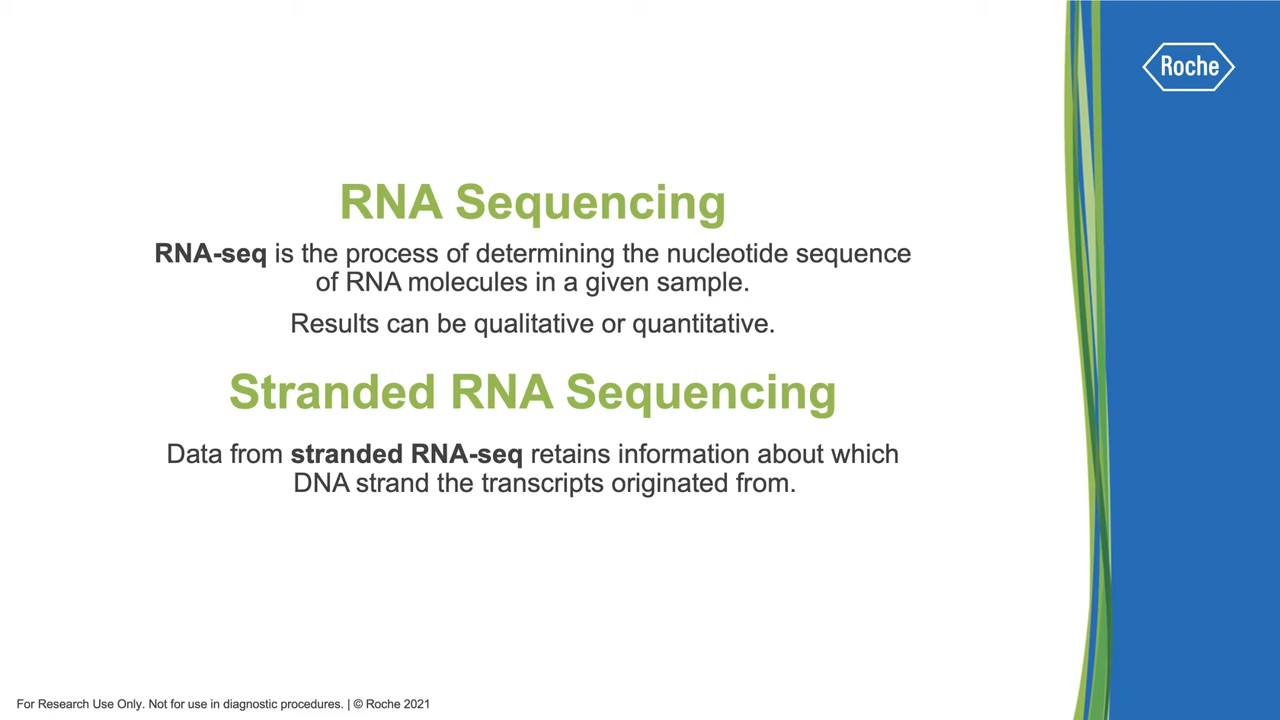 Roche
RNA Sequencing
RNA-seq is the process of determining the nucleotide sequence
of RNA molecules in a given sample.
Results can be qualitative or quantitative.
Stranded RNA Sequencing
Data from stranded RNA-seq retains information about which
DNA strand the transcripts originated from.
For Research Use Only. Not for use in diagnostic procedures. | © Roche 2021